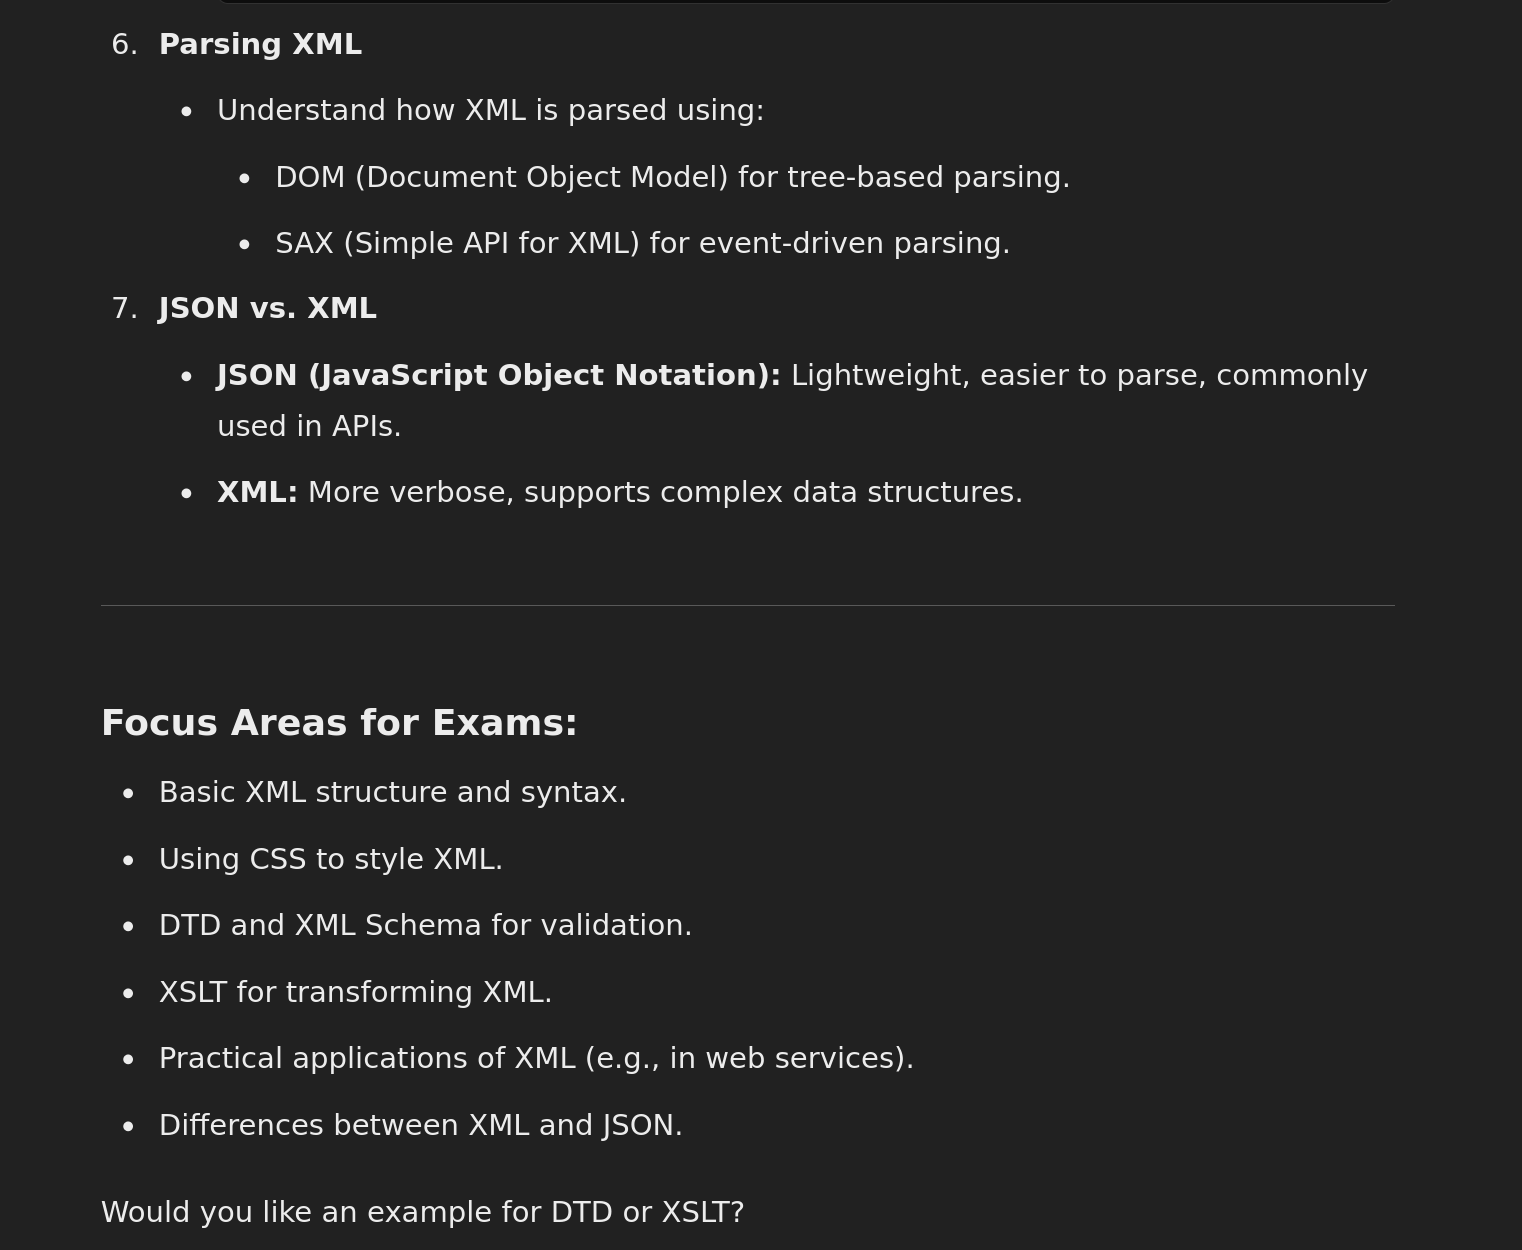 6. Parsing XML
• Understand how XML is parsed using:
• DOM (Document Object Model) for tree-based parsing.
• SAX (Simple API for XML) for event-driven parsing.
7. JSON vs. XML
• JSON (JavaScript Object Notation): Lightweight, easier to parse, commonly
used in APIs.
• XML: More verbose, supports complex data structures.
Focus Areas for Exams:
• Basic XML structure and syntax.
• Using CSS to style XML.
• DTD and XML Schema for validation.
• XSLT for transforming XML.
• Practical applications of XML (e.g., in web services).
• Differences between XML and JSON.
Would you like an example for DTD or XSLT?